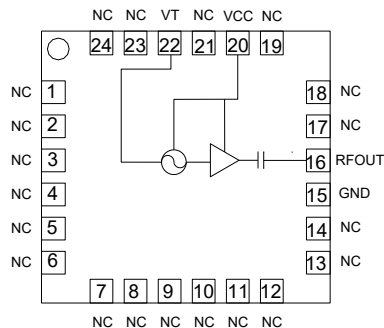 NC NC VT NC VCC NC
24 23 22 21 20 19
NC 1
NC 2
NC 3
NC 4
NC 5
NC 6
18 NC
17 NC
16 RFOUT
15 GND
14 NC
13 NC
7 8 9 10 11 12
NC NC NC NC NC NC